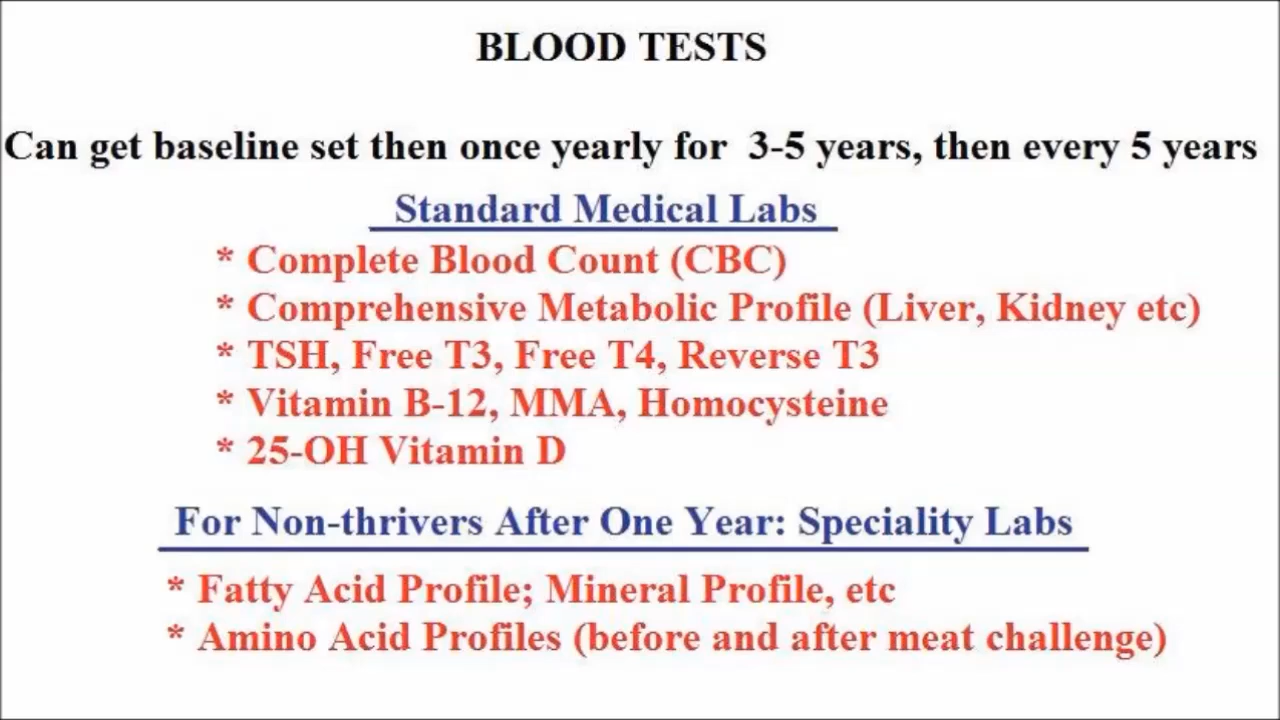 BLOOD TESTS
Can get baseline set then once yearly for 3-5 years, then every 5 years
Standard Medical Labs
* Complete Blood Count (CBC)
* Comprehensive Metabolic Profile (Liver, Kidney etc)
* TSH, Free T3, Free T4, Reverse T3
* Vitamin B-12, MMA, Homocysteine
* 25-OH Vitamin D
For Non-thrivers After One Year: Speciality Labs
* Fatty Acid Profile; Mineral Profile, etc
* Amino Acid Profiles (before and after meat challenge)